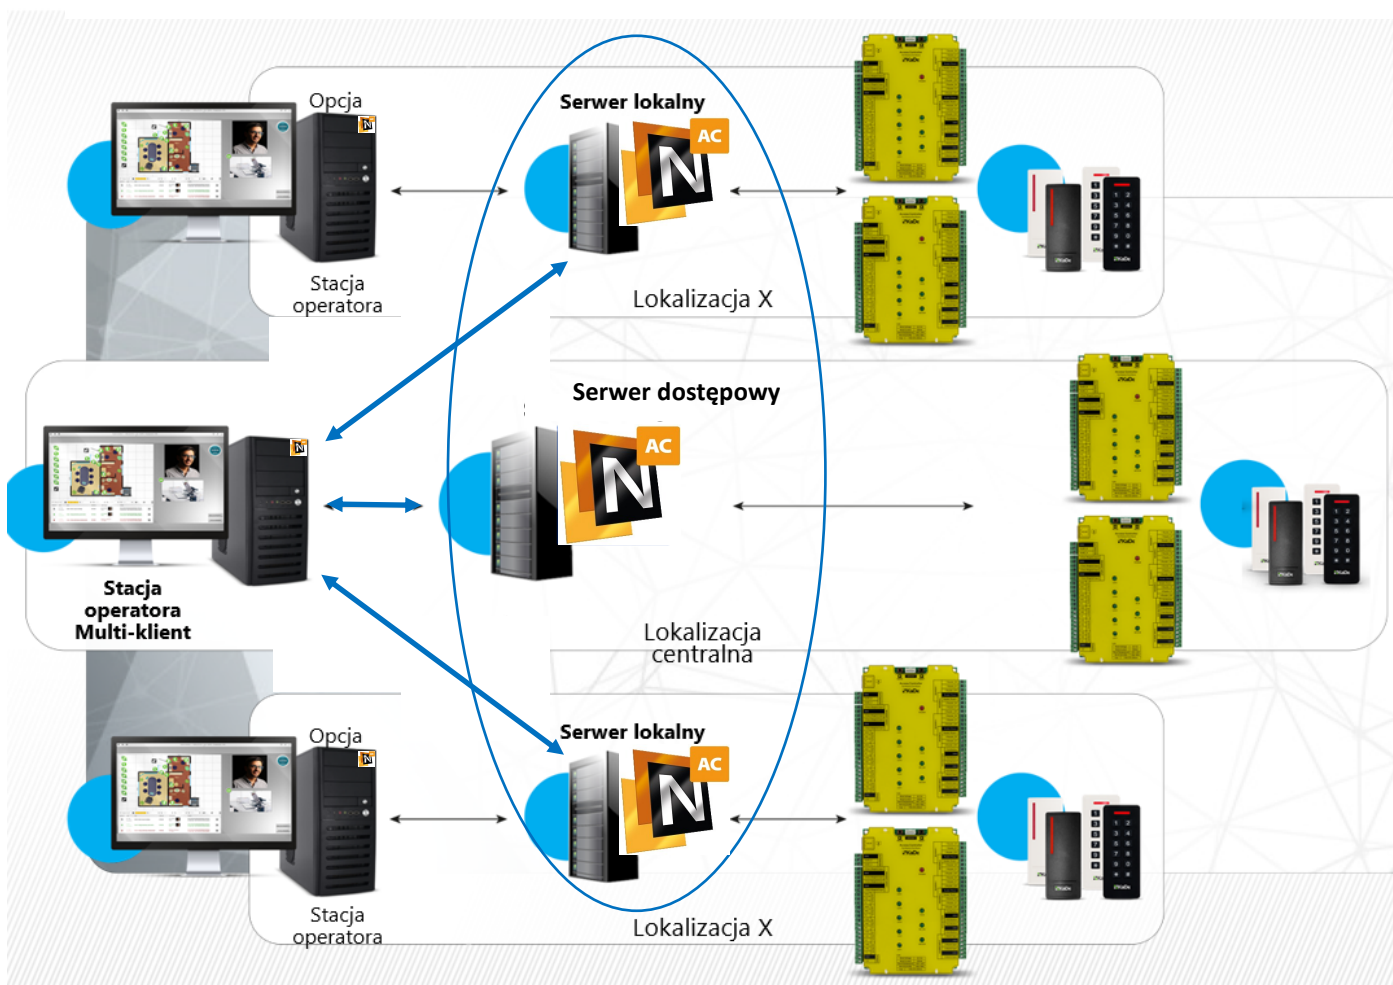 Opcja
Serwer lokalny
AC
N
Stacja
operatora
Lokalizacja X
Serwer dostępowy
AC
N
Stacja
operatora
Multi-klient
Lokalizacja
centralna
Opcja
Serwer lokalny
AC
N
Stacja
operatora
Lokalizacja X